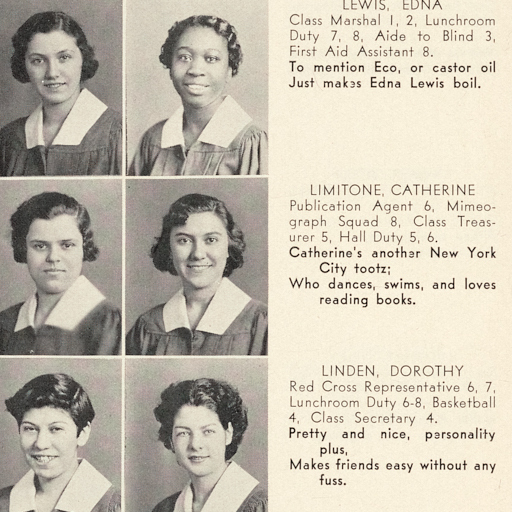 LEWIS, EDNA
Class Marshal 1, 2, Lunchroom
Duty 7, 8, Aide to Blind 3,
First Aid Assistant 8.
To mention Eco, or castor oil
Just makes Edna Lewis boil.
LIMITONE, CATHERINE
Publication Agent 6, Mimeo-
graph Squad 8, Class Treas-
urer 5, Hall Duty 5, 6.
Catherine's another New York
City tootz;
Who dances, swims, and loves
reading books.
LINDEN, DOROTHY
Red Cross Representative 6, 7,
Lunchroom Duty 6-8, Basketball
4, Class Secretary 4.
Pretty and nice, personality
plus,
Makes friends easy without any
fuss.